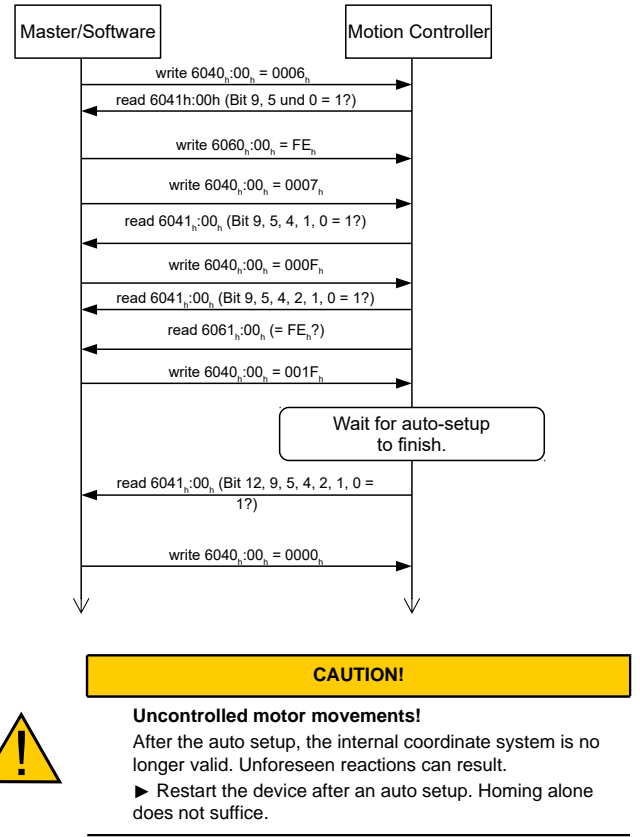 Master/Software
Motion Controller
write 6040h:00h = 0006h
read 6041h:00h (Bit 9, 5 und 0 = 1?)
write 6060h:00h = FEh
write 6040h:00h = 0007h
read 6041h:00h (Bit 9, 5, 4, 1, 0 = 1?)
write 6040h:00h = 000Fh
read 6041h:00h (Bit 9, 5, 4, 2, 1, 0 = 1?)
read 6061h:00h (= FEh?)
write 6040h:00h = 001Fh
Wait for auto-setup
to finish.
read 6041h:00h (Bit 12, 9, 5, 4, 2, 1, 0 =
1?)
write 6040h:00h = 0000h
CAUTION!
!
Uncontrolled motor movements!
After the auto setup, the internal coordinate system is no
longer valid. Unforeseen reactions can result.
► Restart the device after an auto setup. Homing alone
does not suffice.